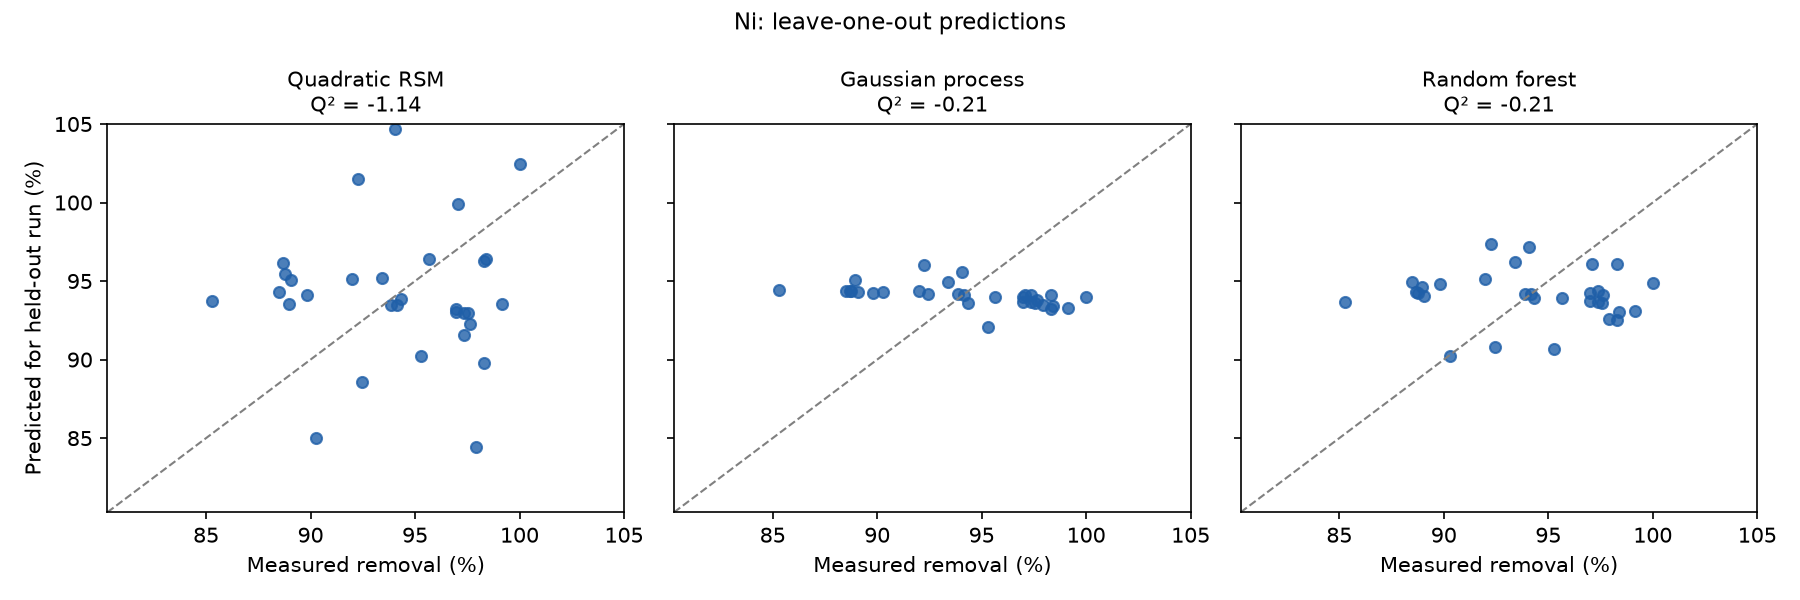 Ni: leave-one-out predictions
Quadratic RSM
Q² = -1.14
Gaussian process
Q² = -0.21
Random forest
Q² = -0.21
Predicted for held-out run (%)
105
100
95
90
85
85 90 95 100 105
85 90 95 100 105
85 90 95 100 105
Measured removal (%)
Measured removal (%)
Measured removal (%)